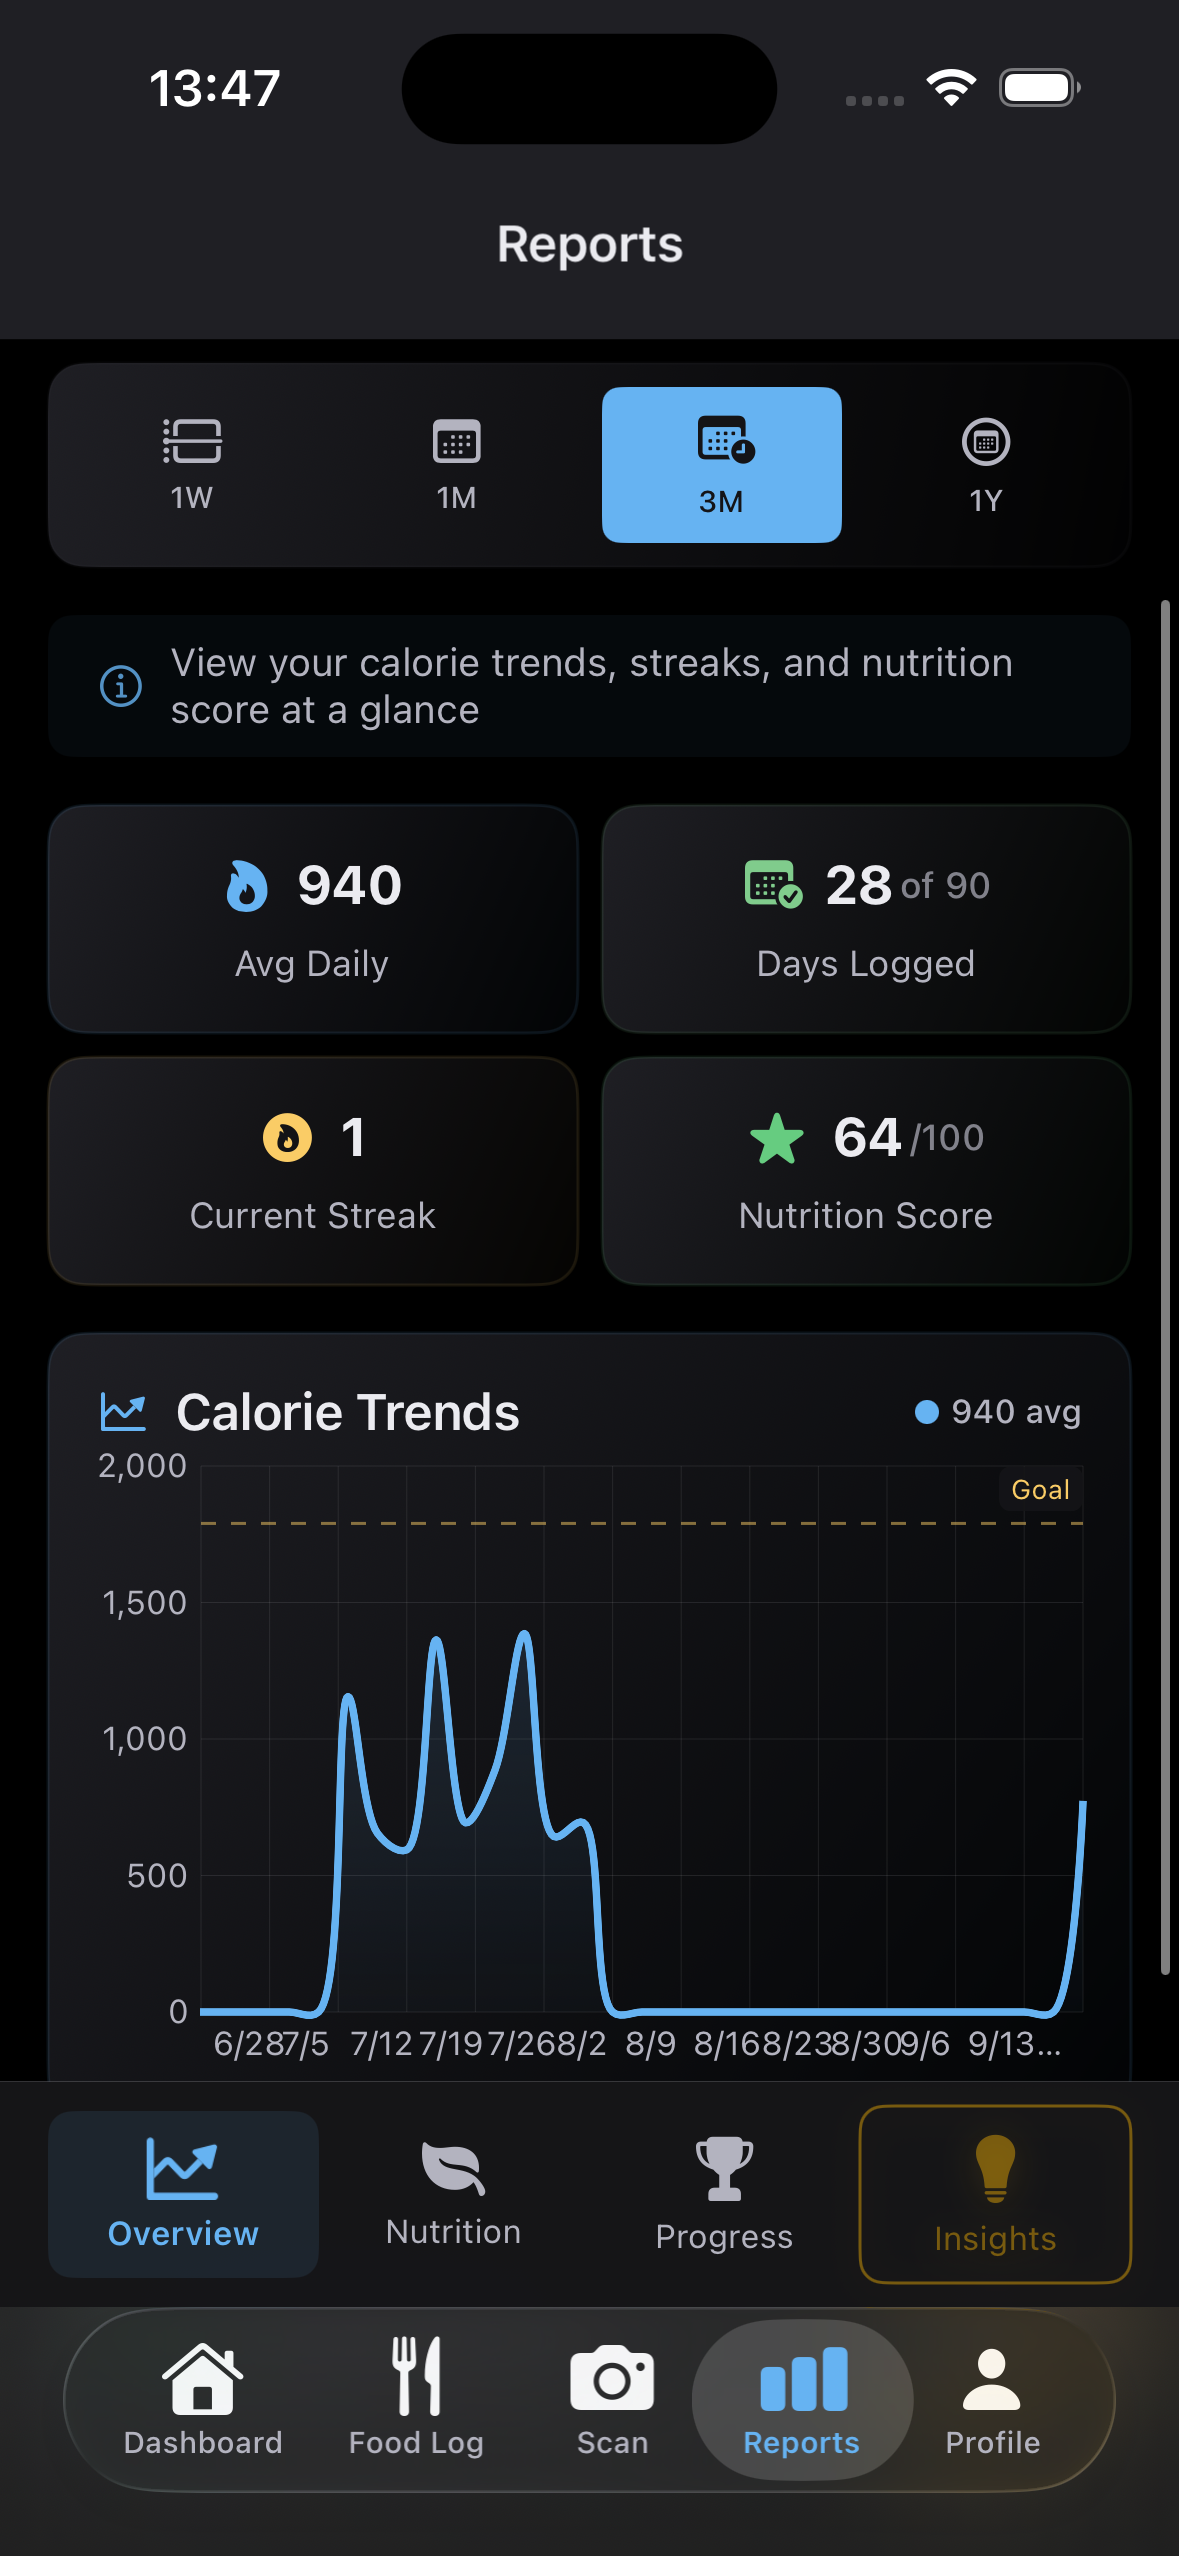 13:47
Reports
1W
1M
3M
1Y
View your calorie trends, streaks, and nutrition
score at a glance
940
Avg Daily
28 of 90
Days Logged
1
Current Streak
64 /100
Nutrition Score
Calorie Trends
940 avg
2,000
Goal
1,500
1,000
500
0
6/28 7/5 7/12 7/19 7/26 8/2 8/9 8/16 8/23 8/30 9/6 9/13...
Overview
Nutrition
Progress
Insights
Dashboard
Food Log
Scan
Reports
Profile